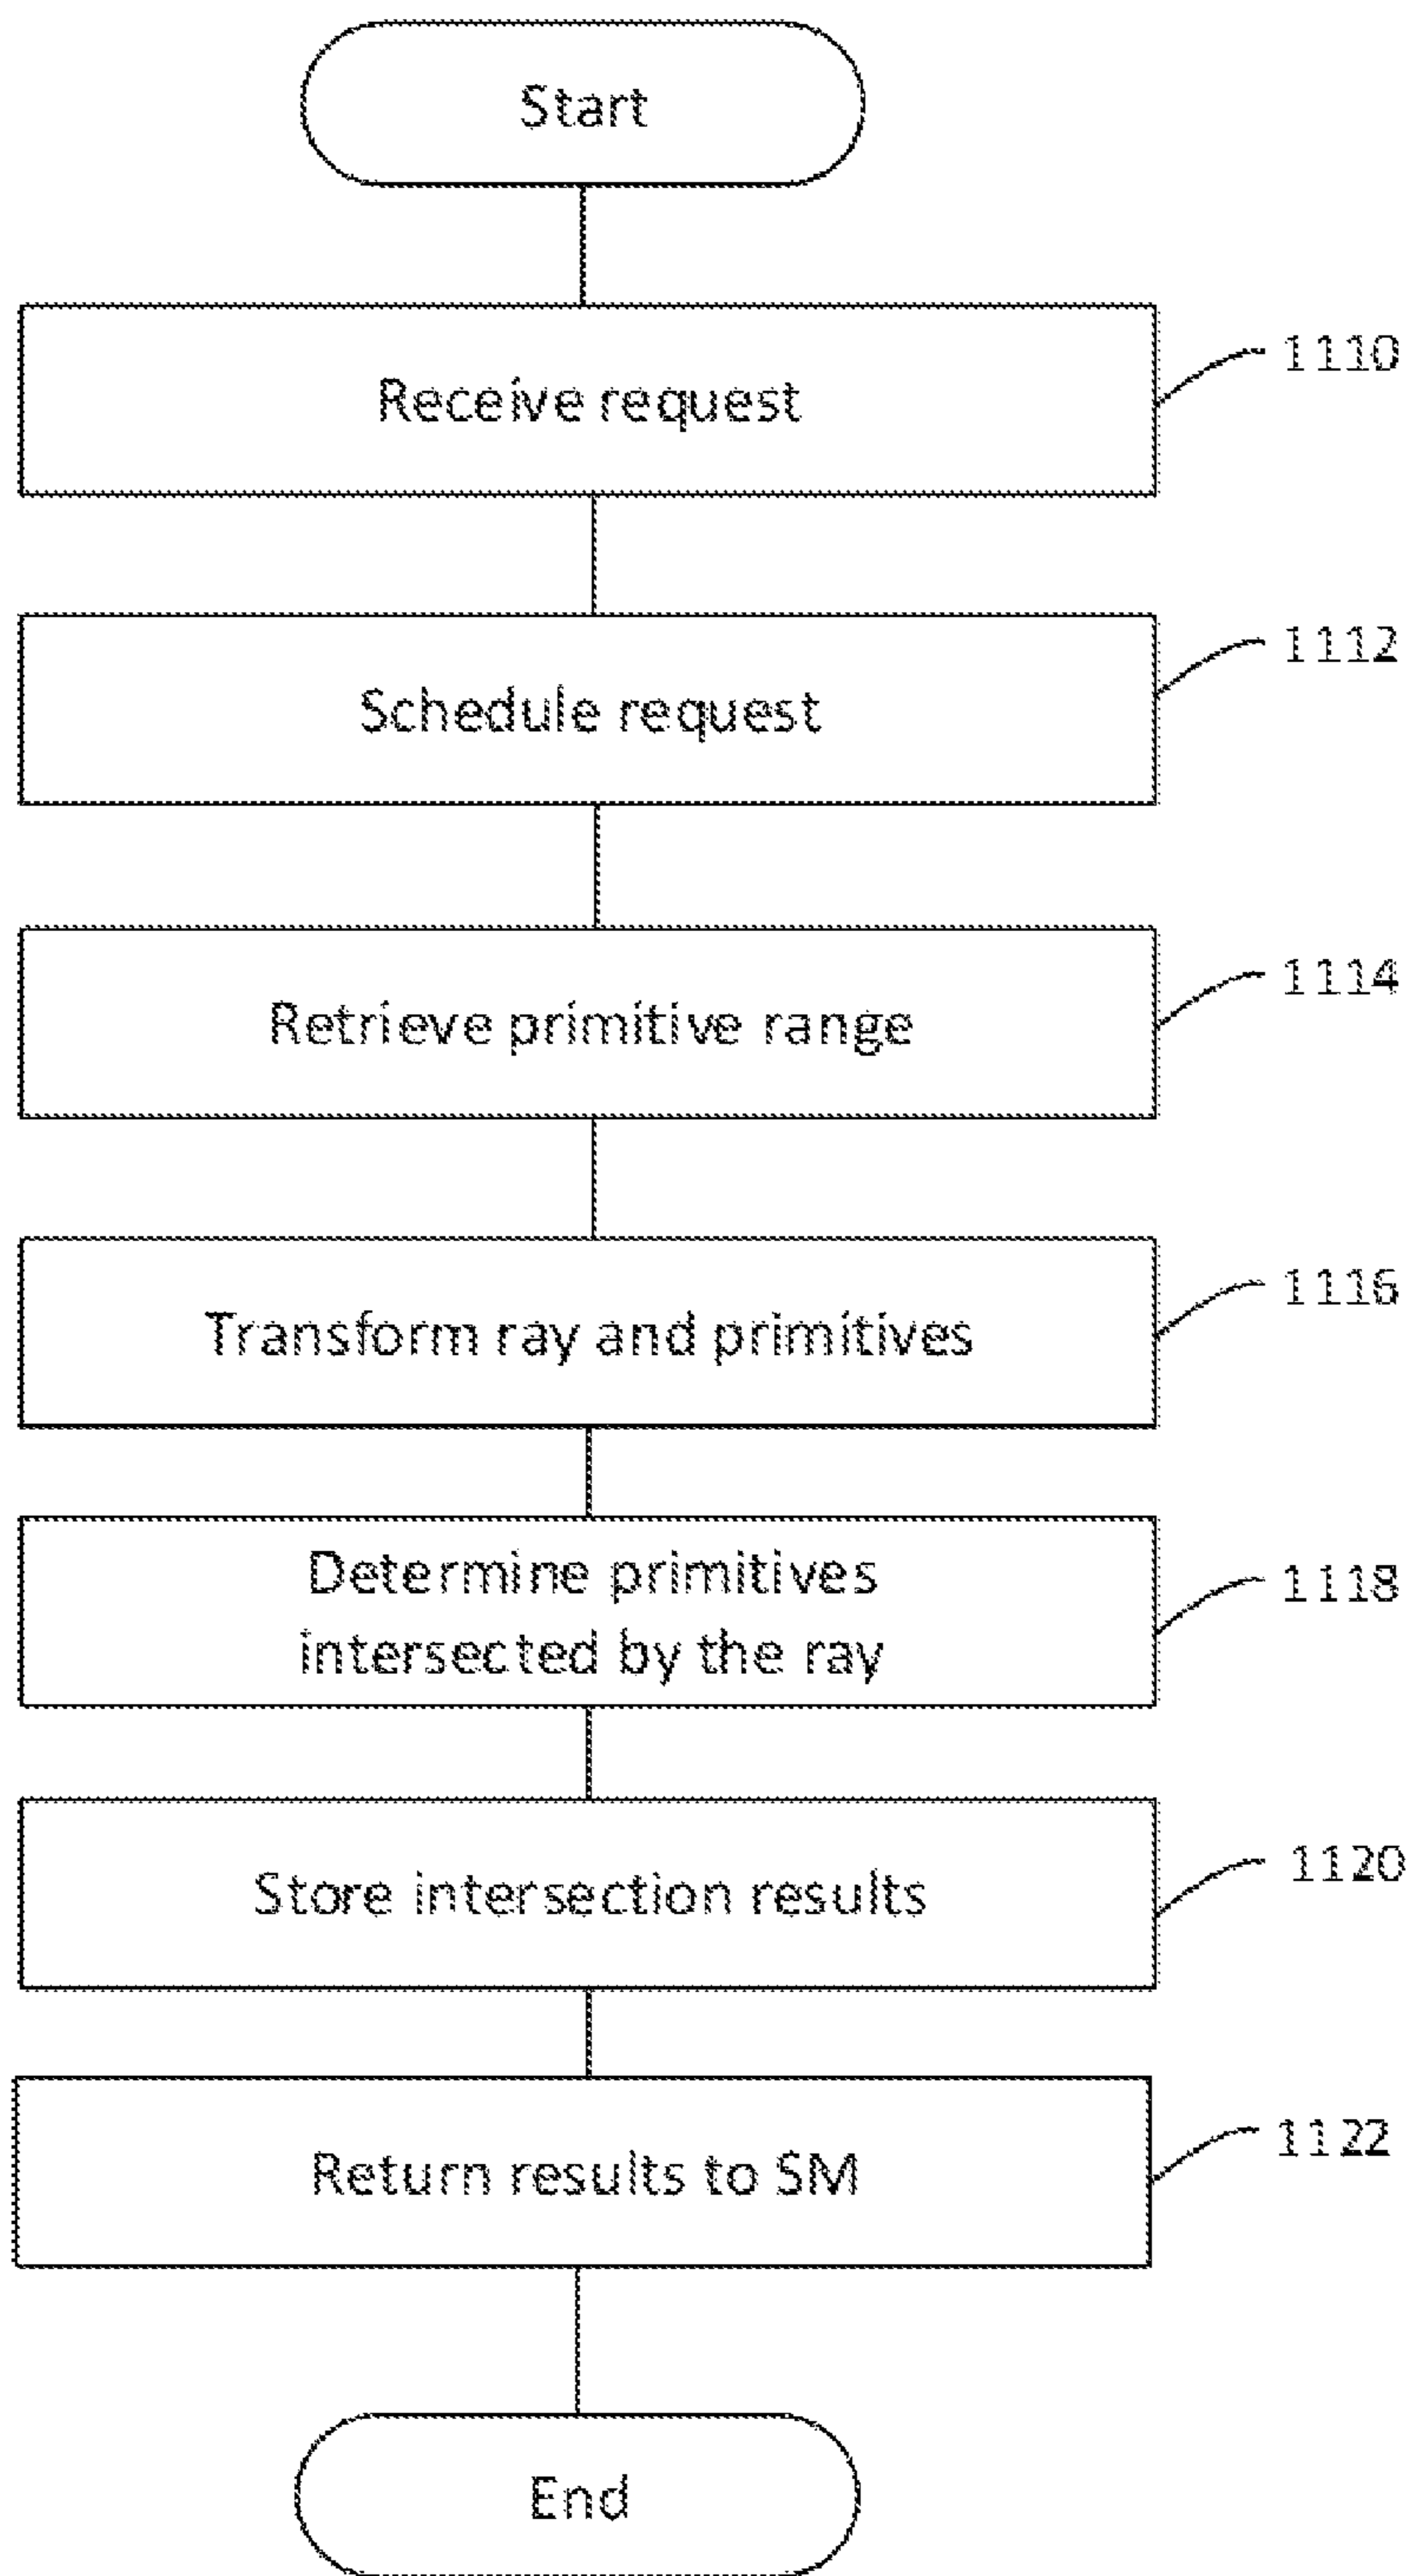 Start
Receive request
1110
Schedule request
1112
Retrieve primitive range
1114
Transform ray and primitives
1116
Determine primitives
intersected by the ray
1118
Store intersection results
1120
Return results to SM
1122
End